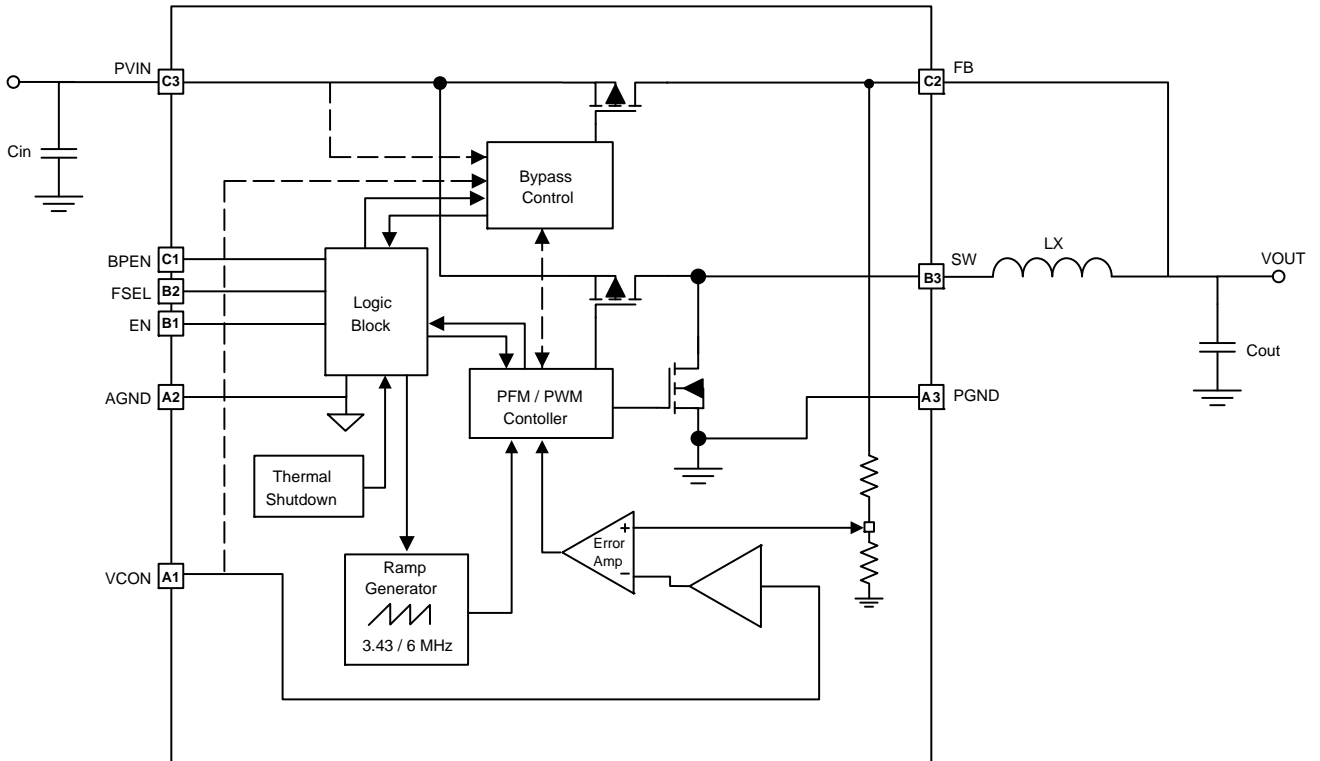 PVIN
C3
C2
FB
Cin
Bypass
Control
BPEN
C1
FSEL
B2
EN
B1
Logic
Block
SW
B3
LX
VOUT
Cout
AGND
A2
PFM / PWM
Contoller
A3
PGND
Thermal
Shutdown
+
Error
Amp
−
VCON
A1
Ramp
Generator
3.43 / 6 MHz